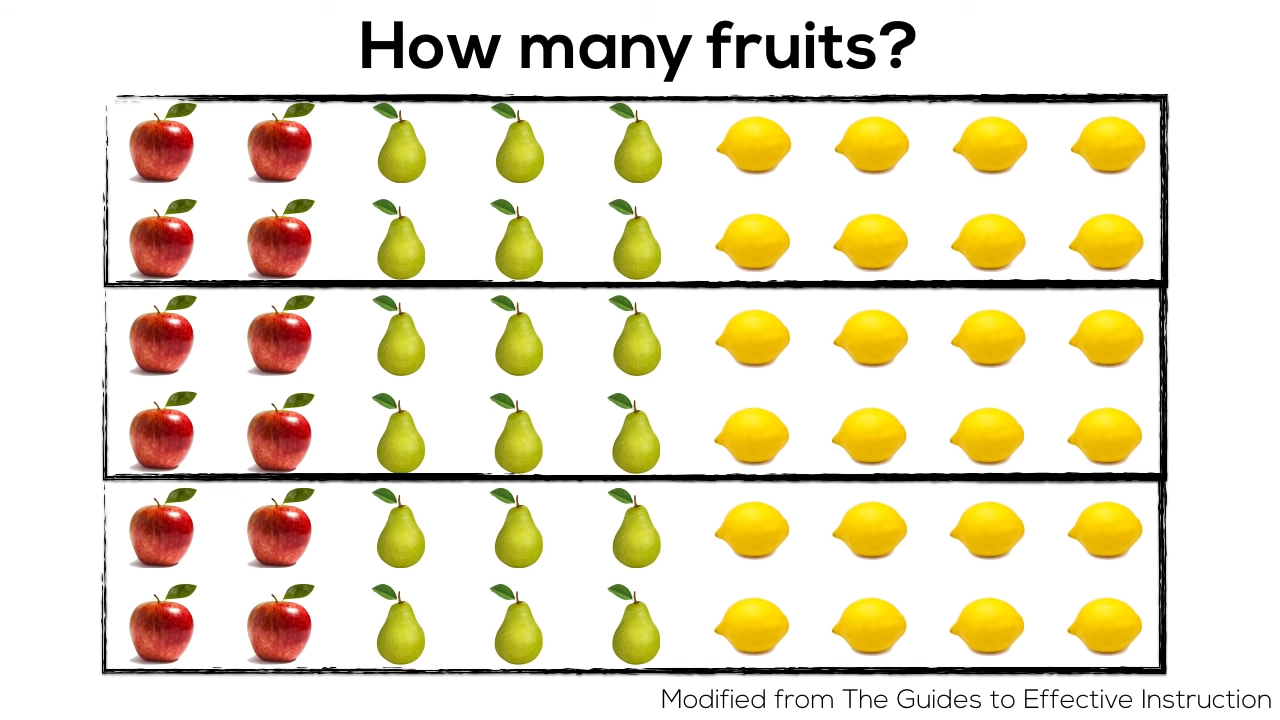 How many fruits?
Modified from The Guides to Effective Instruction